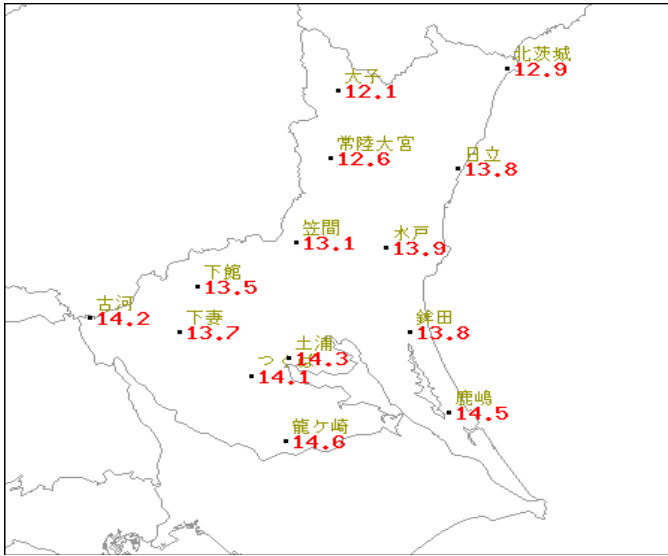 北茨城
12.9
大子
12.1
常陸大宮
12.6
日立
13.8
笠間
13.1
水戸
13.9
下館
13.5
古河
14.2
下妻
13.7
鉾田
13.8
土浦
14.3
つくば
14.1
鹿嶋
14.5
龍ケ崎
14.6